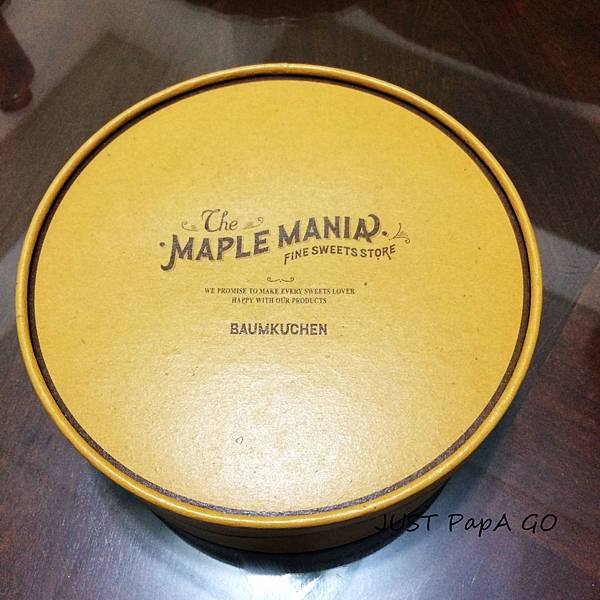 The
MAPLE MANIA
FINE SWEETS STORE
WE PROMISE TO MAKE EVERY SWEETS LOVER
HAPPY WITH OUR PRODUCTS
BAUMKUCHEN
JUST PapA GO